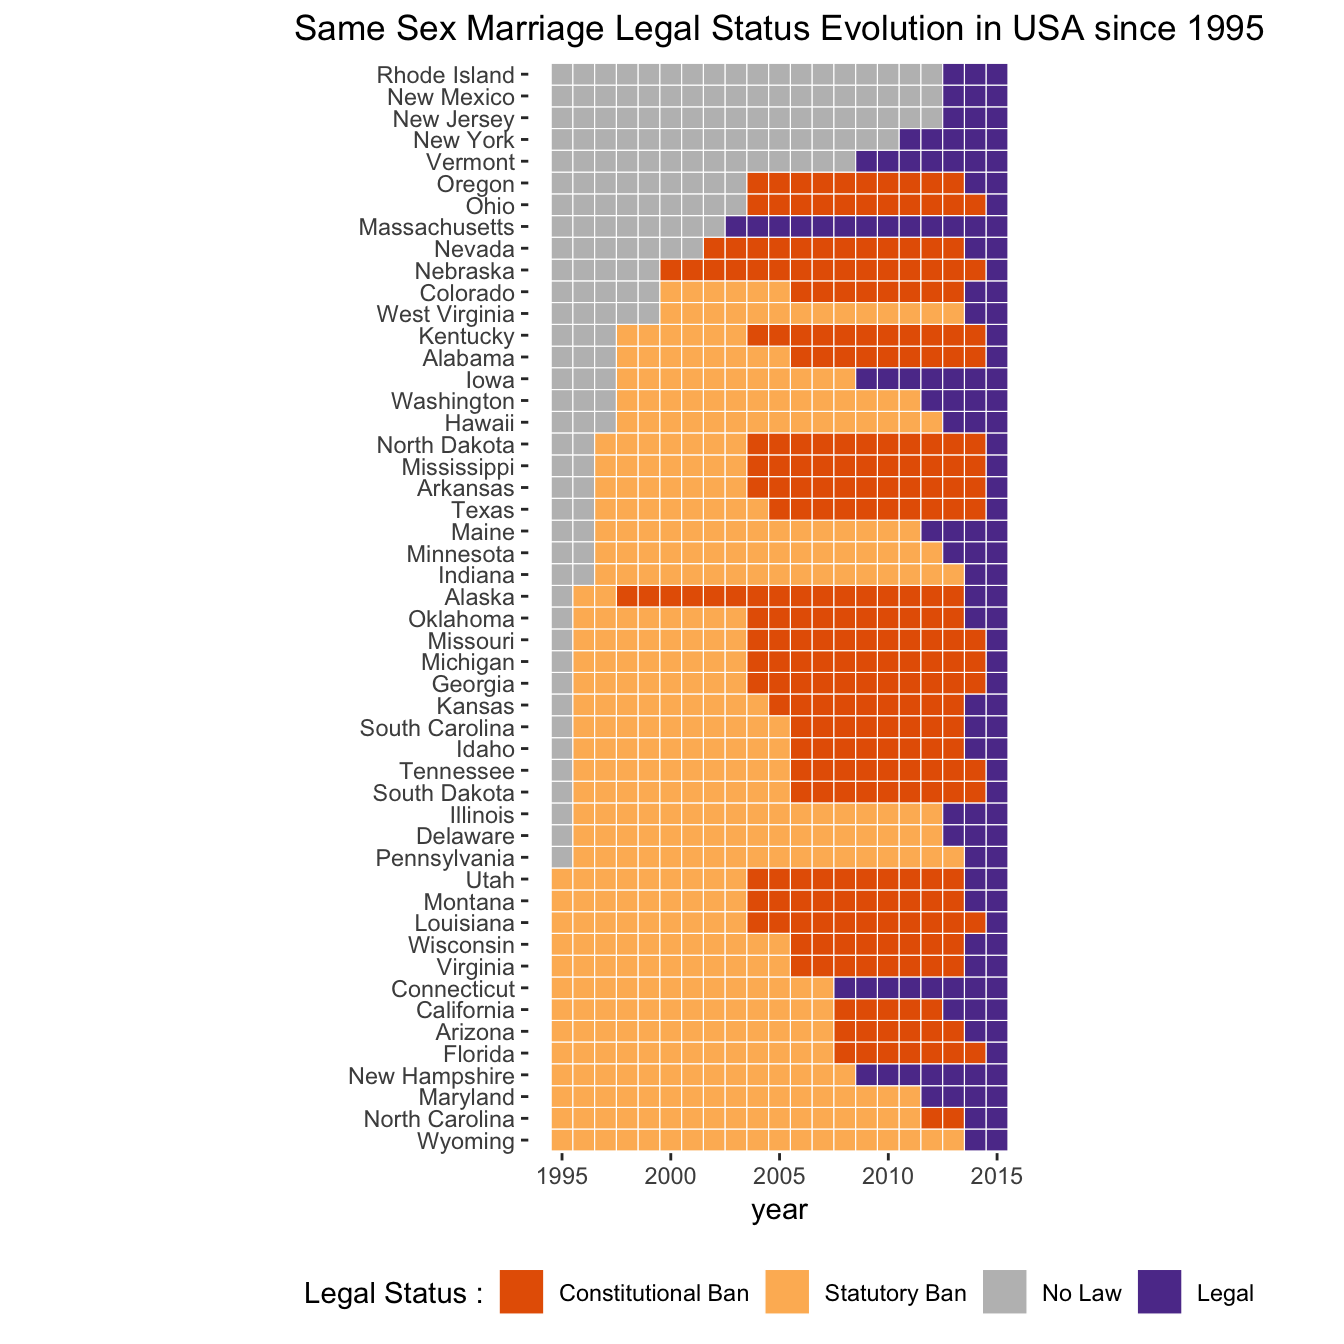 Same Sex Marriage Legal Status Evolution in USA since 1995
Rhode Island
New Mexico
New Jersey
New York
Vermont
Oregon
Ohio
Massachusetts
Nevada
Nebraska
Colorado
West Virginia
Kentucky
Alabama
Iowa
Washington
Hawaii
North Dakota
Mississippi
Arkansas
Texas
Maine
Minnesota
Indiana
Alaska
Oklahoma
Missouri
Michigan
Georgia
Kansas
South Carolina
Idaho
Tennessee
South Dakota
Illinois
Delaware
Pennsylvania
Utah
Montana
Louisiana
Wisconsin
Virginia
Connecticut
California
Arizona
Florida
New Hampshire
Maryland
North Carolina
Wyoming
1995 2000 2005 2010 2015
year
Legal Status : Constitutional Ban Statutory Ban No Law Legal